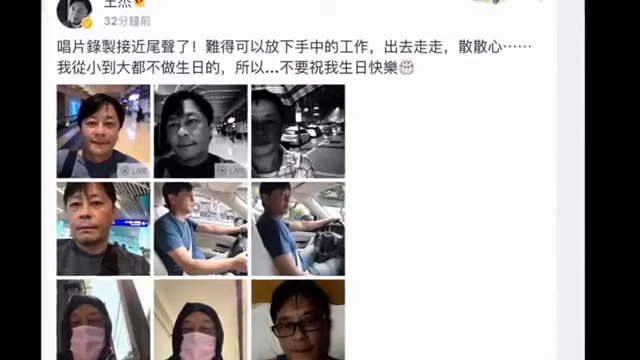 王杰
32分鐘前
唱片錄製接近尾聲了！難得可以放下手中的工作，出去走走，散散心……
我從小到大都不做生日的，所以...不要祝我生日快樂
LIVE
LIVE